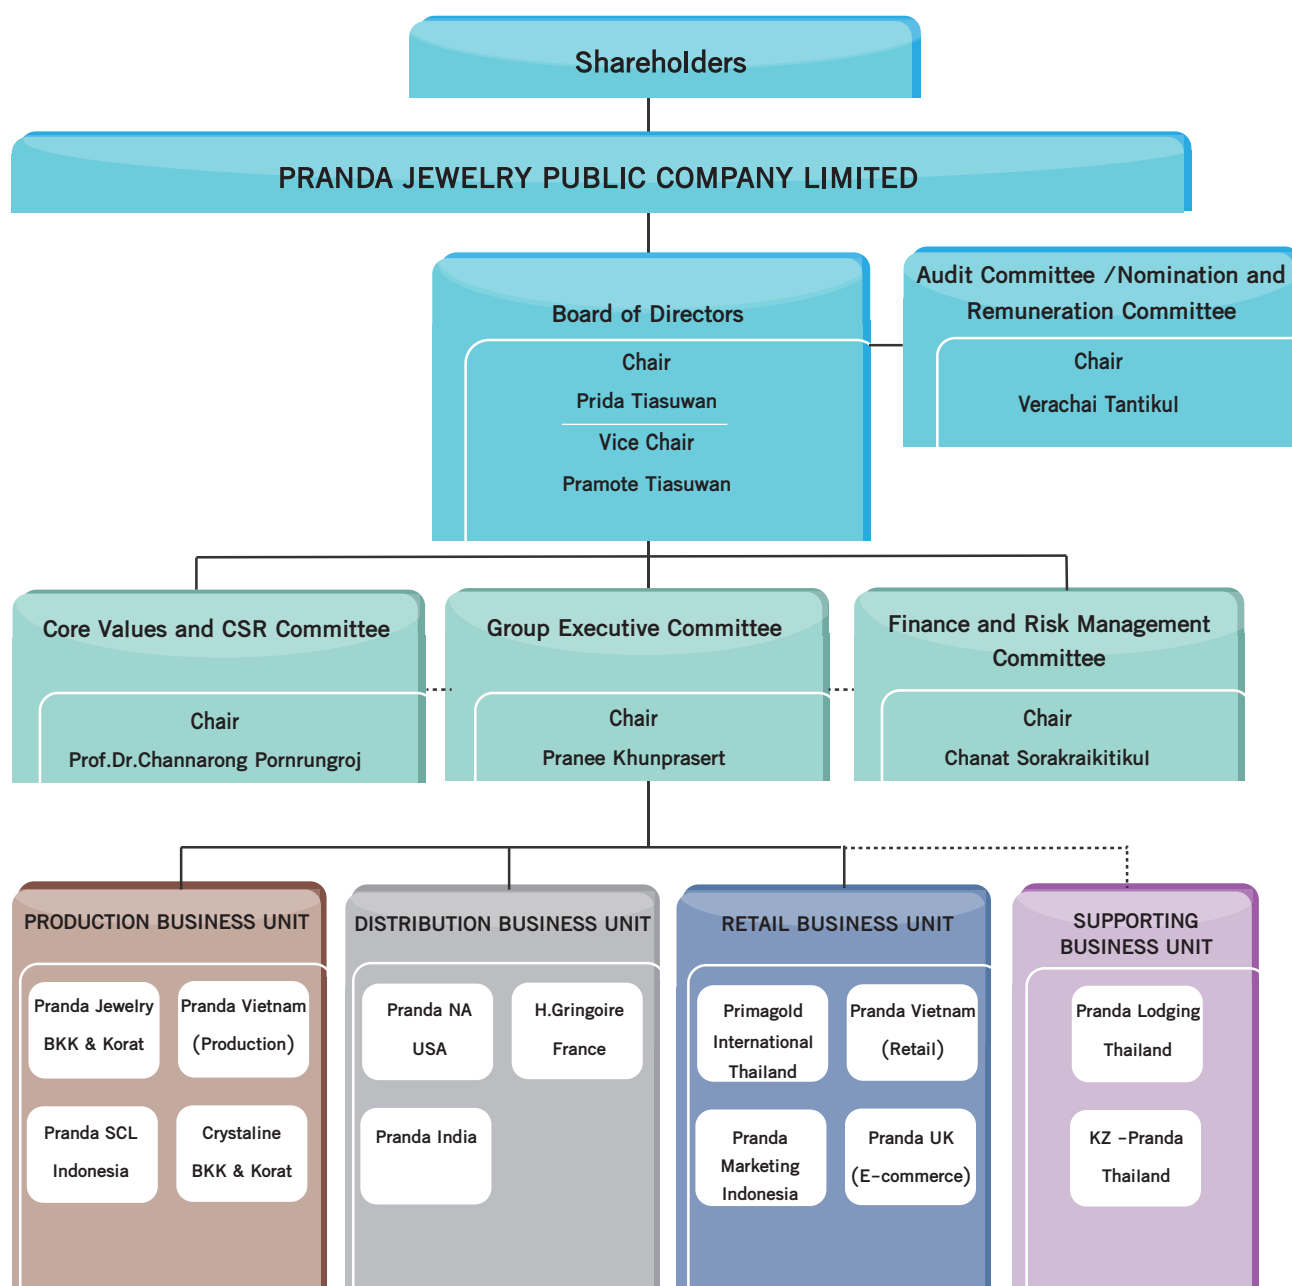 Shareholders
PRANDA JEWELRY PUBLIC COMPANY LIMITED
Board of Directors
Chair
Prida Tiasuwan
Vice Chair
Pramote Tiasuwan
Audit Committee /Nomination and
Remuneration Committee
Chair
Verachai Tantikul
Core Values and CSR Committee
Chair
Prof.Dr.Channarong Pornrungroj
Group Executive Committee
Chair
Pranee Khunprasert
Finance and Risk Management
Committee
Chair
Chanat Sorakraikitikul
PRODUCTION BUSINESS UNIT
Pranda Jewelry
BKK & Korat
Pranda Vietnam
(Production)
Pranda SCL
Indonesia
Crystaline
BKK & Korat
DISTRIBUTION BUSINESS UNIT
Pranda NA
USA
H.Gringoire
France
Pranda India
RETAIL BUSINESS UNIT
Primagold
International
Thailand
Pranda Vietnam
(Retail)
Pranda
Marketing
Indonesia
Pranda UK
(E-commerce)
SUPPORTING
BUSINESS UNIT
Pranda Lodging
Thailand
KZ -Pranda
Thailand